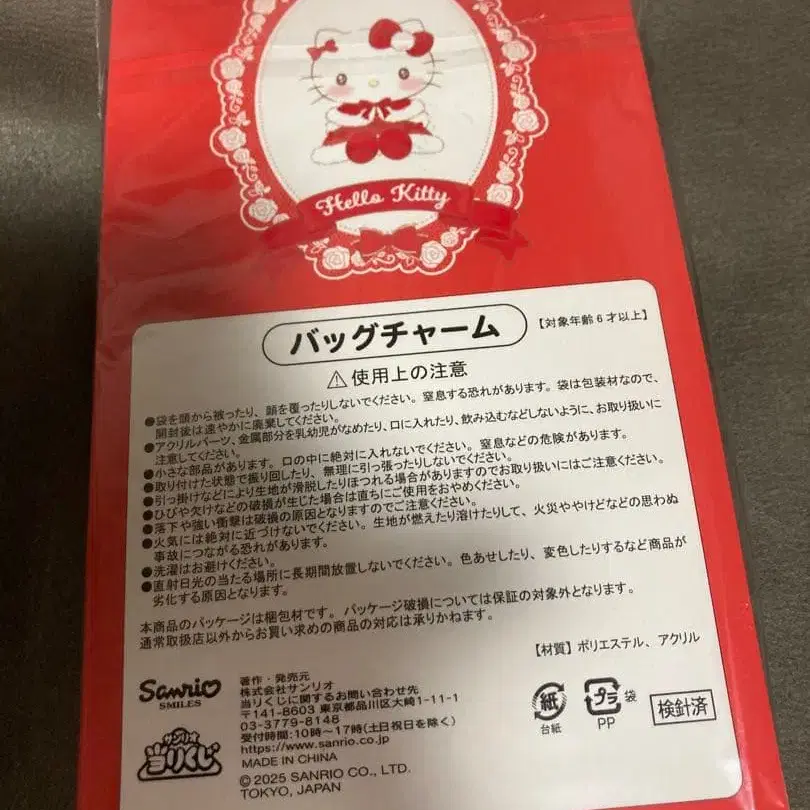 Hello Kitty
バッグチャーム
【対象年齢6才以上】
⚠使用上の注意
●袋を頭から被ったり、頭を覆ったりしないでください。窒息する恐れがあります。袋は包装材なので、
開封後は速やかに廃棄してください。
●アクリルパーツ、金属部分を乳幼児がなめたり、口に入れたり、飲み込むなどしないように、お取り扱いに
注意してください。
●小さな部品があります。口の中に絶対に入れないでください。窒息などの危険があります。
●取り付けた状態で振り回したり、無理に引っ張ったりしないでください。
●引っ掛けなどにより生地が滑脱したりほつれる場合がありますのでお取り扱いにはご注意ください。
●ひびや欠けなどの破損が生じた場合は直ちにご使用をおやめください。
●落下や強い衝撃は破損の原因となりますのでご注意ください。
●火気には絶対に近づけないでください。生地が燃えたり溶けたりして、火災ややけどなどの思わぬ
事故につながる恐れがあります。
●洗濯はお避けください。
●直射日光の当たる場所に長期間放置しないでください。色あせしたり、変色したりするなど商品が
劣化する原因となります。
本商品のパッケージは梱包材です。パッケージ破損については保証の対象外となります。
通常取扱店以外からお買い求めの商品の対応は承りかねます。
【材質】ポリエステル、アクリル
Sanrio
SMILES
サンリオ
当りくじ
著作・発売元
株式会社サンリオ
当りくじに関するお問い合わせ先
〒141-8603 東京都品川区大崎1-11-1
03-3779-8148
受付時間:10時~17時(土日祝日を除く)
https://www.sanrio.co.jp
MADE IN CHINA
© 2025 SANRIO CO., LTD.
TOKYO, JAPAN
紙
台紙
プラ
袋
PP
検針済